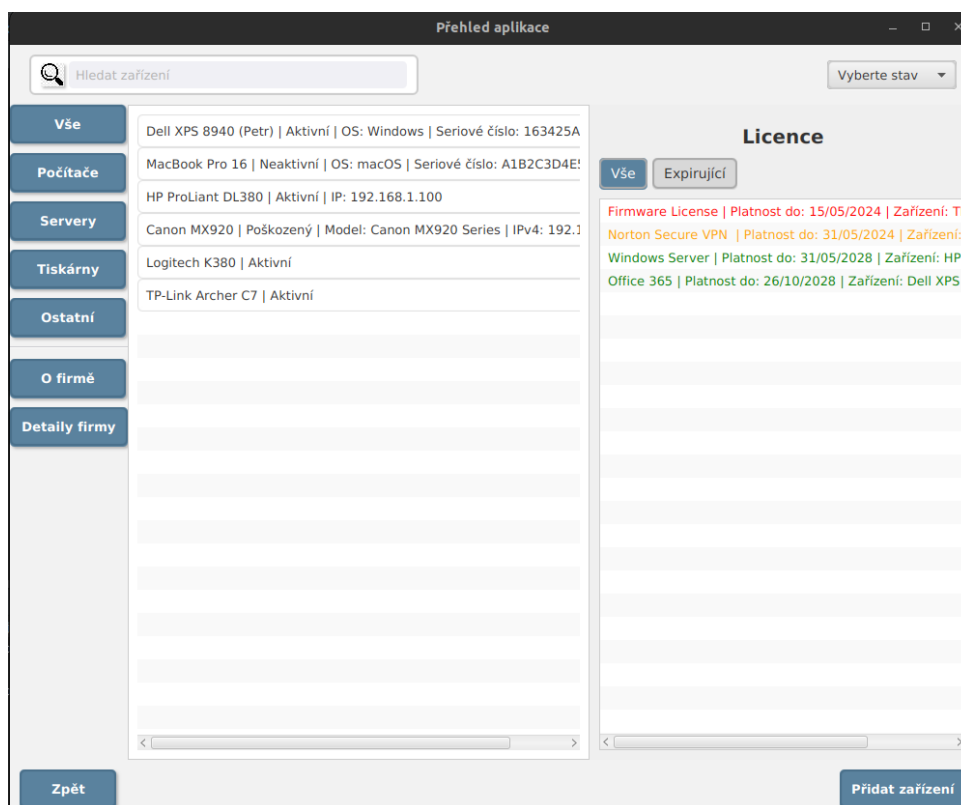 Přehled aplikace
Hledat zařízení
Vyberte stav
Vše
Počítače
Servery
Tiskárny
Ostatní
O firmě
Detaily firmy
Dell XPS 8940 (Petr) | Aktivní | OS: Windows | Seriové číslo: 163425A
MacBook Pro 16 | Neaktivní | OS: macOS | Seriové číslo: A1B2C3D4E5
HP ProLiant DL380 | Aktivní | IP: 192.168.1.100
Canon MX920 | Poškozený | Model: Canon MX920 Series | IPv4: 192.1
Logitech K380 | Aktivní
TP-Link Archer C7 | Aktivní
Licence
Vše
Expirující
Firmware License | Platnost do: 15/05/2024 | Zařízení: T
Norton Secure VPN | Platnost do: 31/05/2024 | Zařízení:
Windows Server | Platnost do: 31/05/2028 | Zařízení: HP
Office 365 | Platnost do: 26/10/2028 | Zařízení: Dell XPS
Zpět
Přidat zařízení